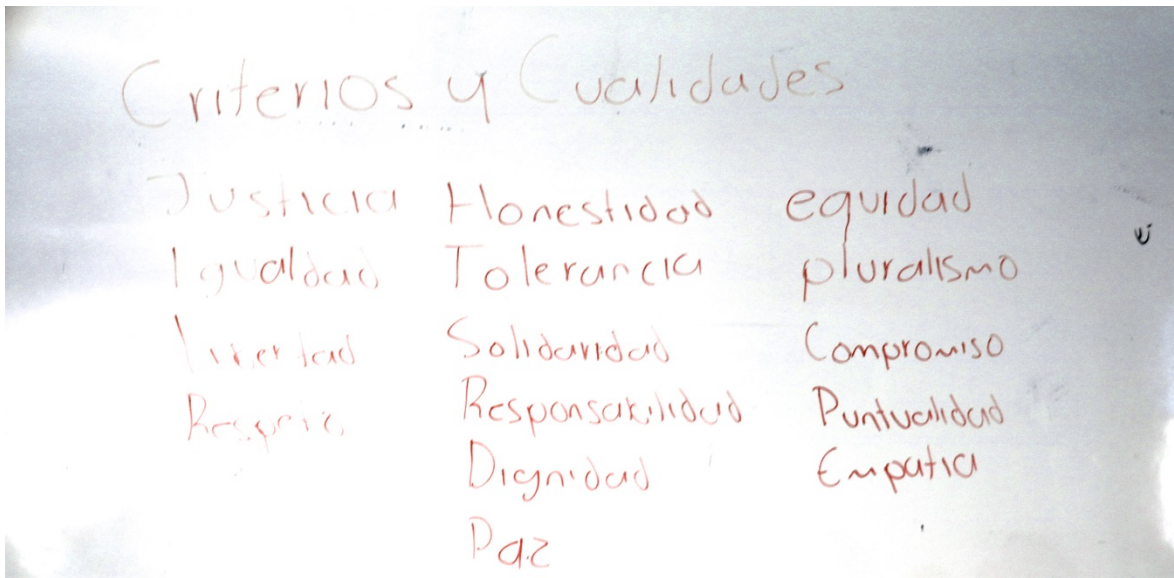 Criterios y Cualidades
Justicia Honestidad equidad
Igualdad Tolerancia pluralismo
Libertad Solidaridad Compromiso
Respeto Responsabilidad Puntualidad
Dignidad Empatia
Paz